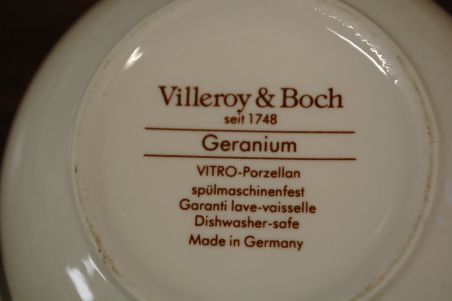 Villeroy & Boch
seit 1748
Geranium
VITRO-Porzellan
spülmaschinenfest
Garanti lave-vaisselle
Dishwasher-safe
Made in Germany